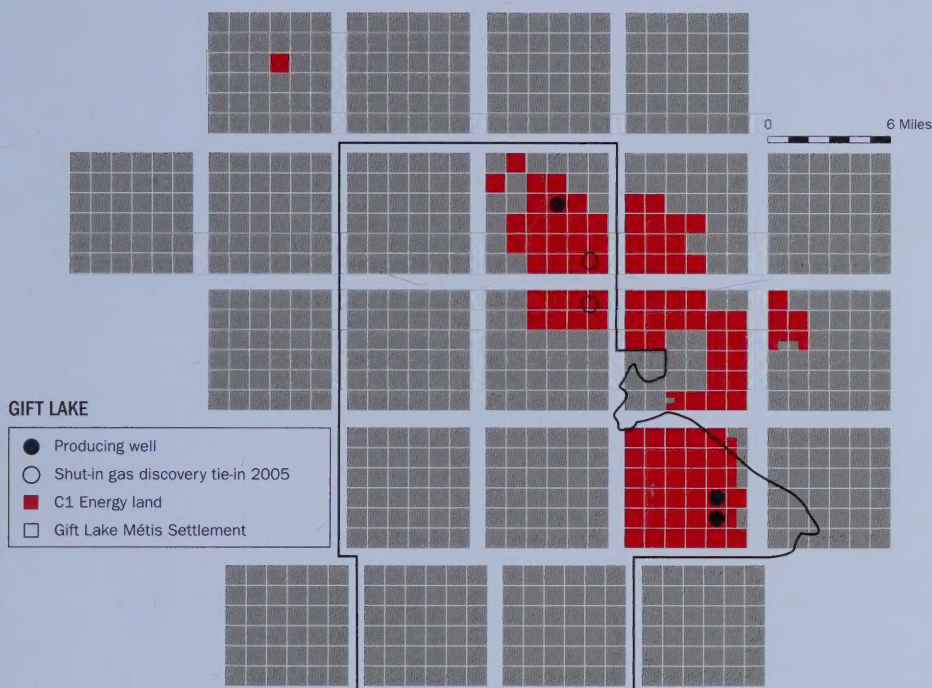 0 6 Miles
GIFT LAKE
Producing well
Shut-in gas discovery tie-in 2005
C1 Energy land
Gift Lake Métis Settlement